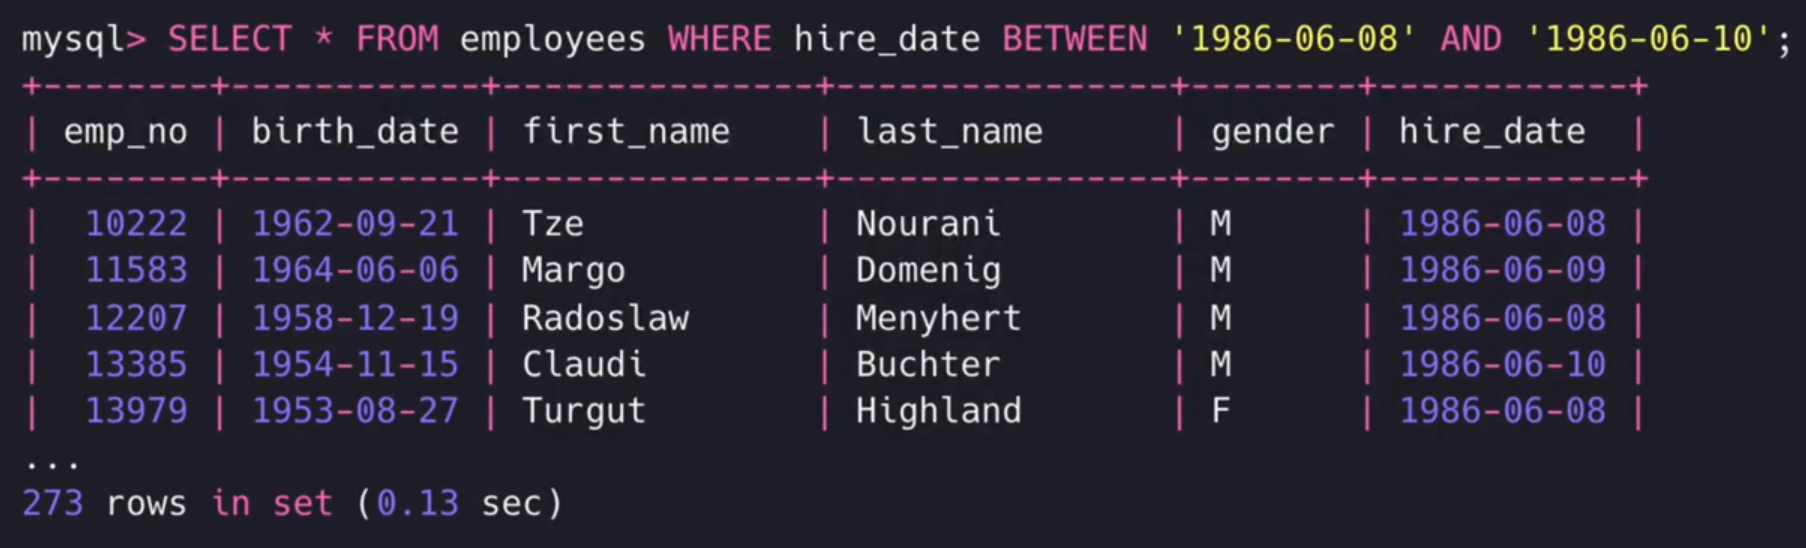 mysql> SELECT * FROM employees WHERE hire_date BETWEEN '1986-06-08' AND '1986-06-10';
+--------+------------+---------------+----------------+--------+------------+
| emp_no | birth_date | first_name    | last_name      | gender | hire_date  |
+--------+------------+---------------+----------------+--------+------------+
|  10222 | 1962-09-21 | Tze           | Nourani        | M      | 1986-06-08 |
|  11583 | 1964-06-06 | Margo         | Domenig        | M      | 1986-06-09 |
|  12207 | 1958-12-19 | Radoslaw      | Menyhert       | M      | 1986-06-08 |
|  13385 | 1954-11-15 | Claudi        | Buchter        | M      | 1986-06-10 |
|  13979 | 1953-08-27 | Turgut        | Highland       | F      | 1986-06-08 |
...
273 rows in set (0.13 sec)